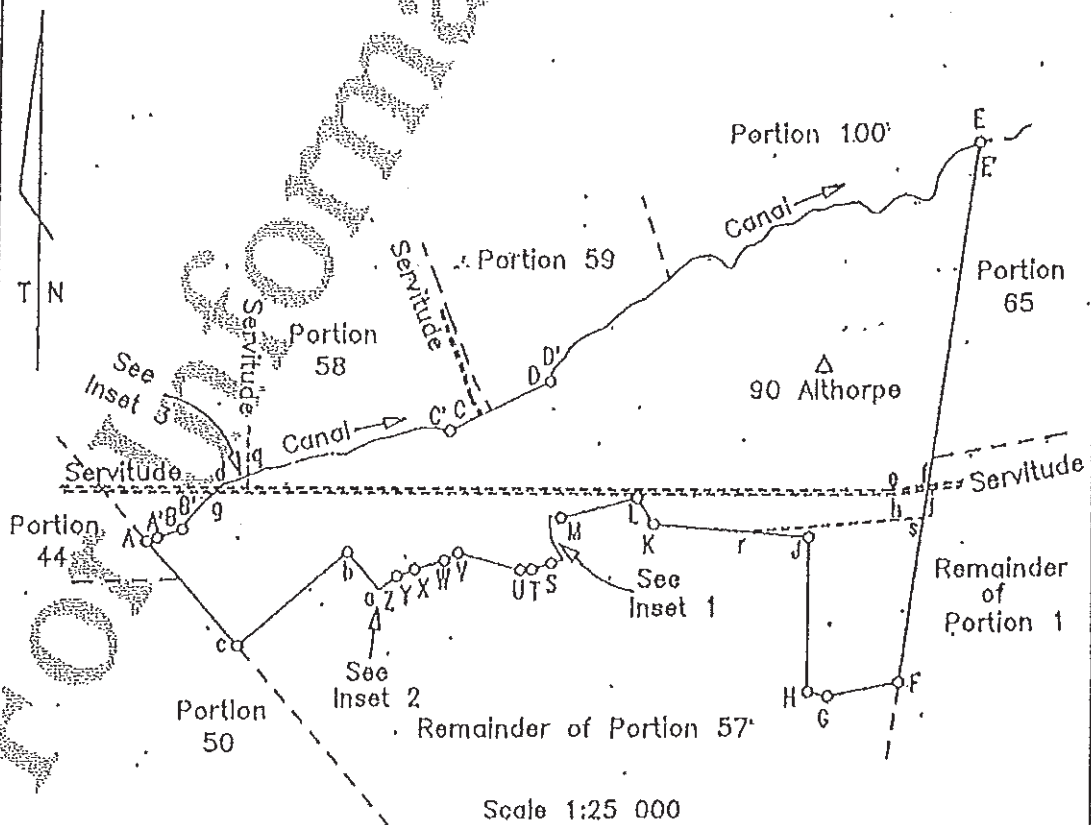 E
Portion 100'
E'
Canal
Portion 59
Portion
65
T N
Servitude
Servitude
Portion
58
D'
D
90 Althorpe
See
Inset 3
C' C
Canal
q
d
Servitude
e
f
Servitude
g
h
j
Portion
44
A A' B B'
L
M
K
r
J
s
b
a Z Y X W V
U T S
See
Inset 1
Remainder
of
Portion 1
c
See
Inset 2
H
G
F
Portion
50
Remainder of Portion 57'
Scale 1:25 000